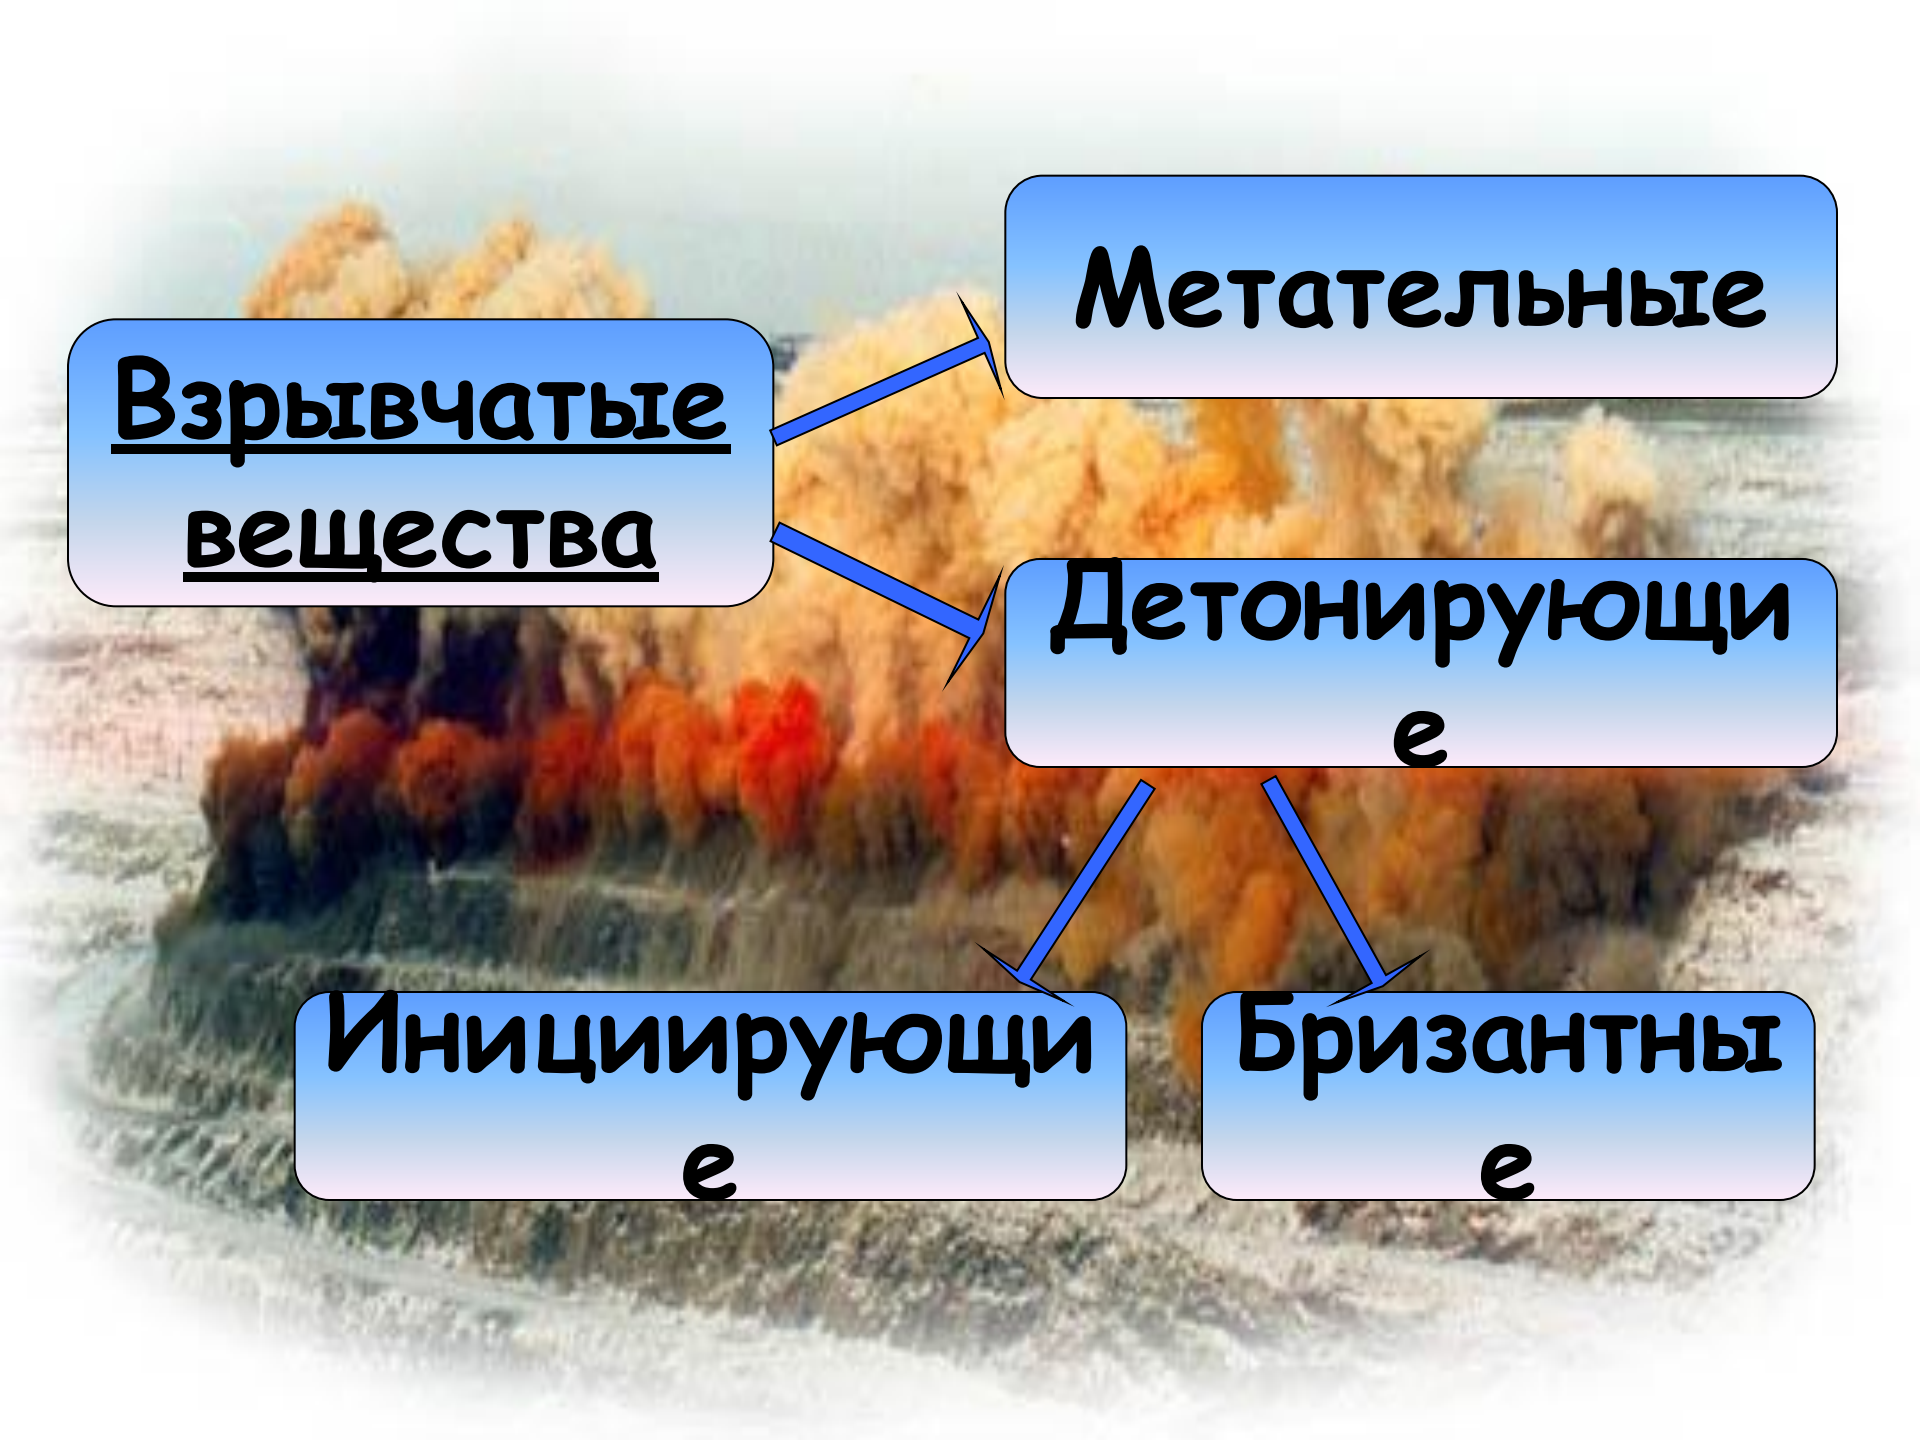 Метательные
Взрывчатые
вещества
Детонирующи
е
Инициирующи
е
Бризантны
е